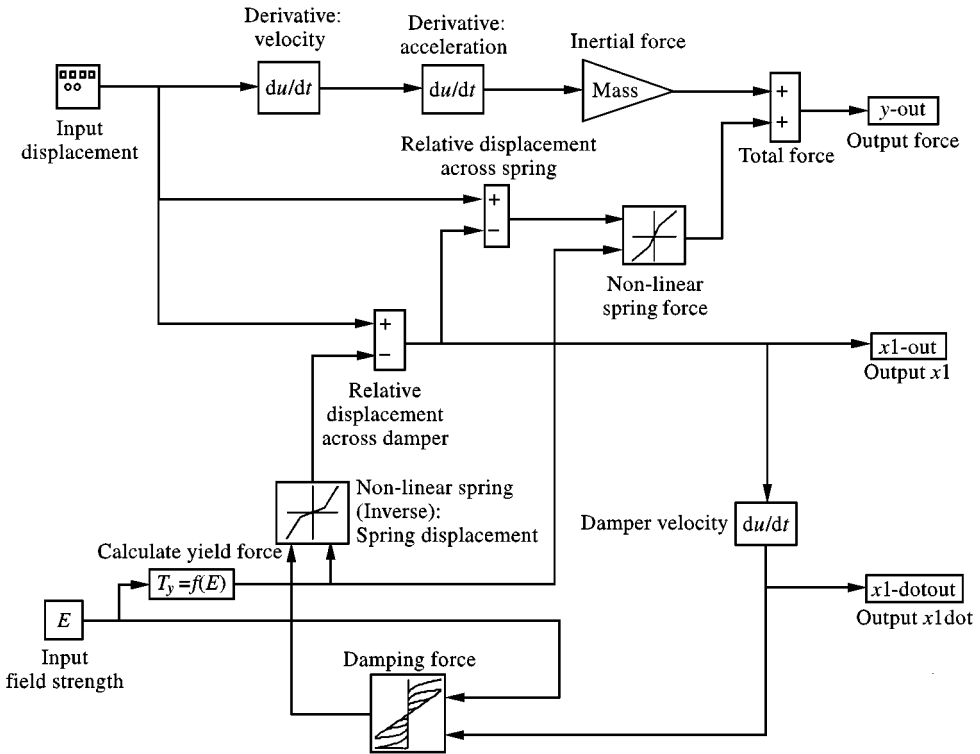 Derivative:
velocity
Derivative:
acceleration
Inertial force
du/dt
du/dt
Mass
+
+
y-out
Input
displacement
Relative displacement
across spring
Total force
Output force
+
−
Non-linear
spring force
+
−
x1-out
Output x1
Relative
displacement
across damper
Non-linear spring
(Inverse):
Spring displacement
Damper velocity
du/dt
Calculate yield force
Ty =f(E)
x1-dotout
Output x1dot
E
Input
field strength
Damping force